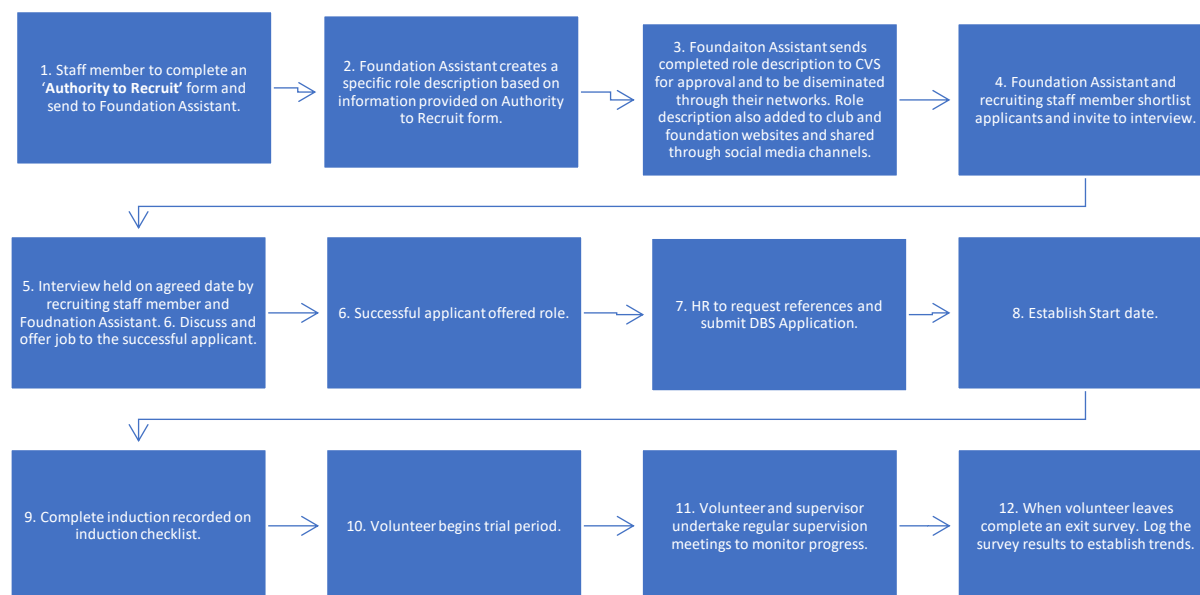 1. Staff member to complete an
‘Authority to Recruit’ form and
send to Foundation Assistant.
2. Foundation Assistant creates a
specific role description based on
information provided on Authority
to Recruit form.
3. Foundaiton Assistant sends
completed role description to CVS
for approval and to be diseminated
through their networks. Role
description also added to club and
foundation websites and shared
through social media channels.
4. Foundation Assistant and
recruiting staff member shortlist
applicants and invite to interview.
5. Interview held on agreed date by
recruiting staff member and
Foudnation Assistant. 6. Discuss and
offer job to the successful applicant.
6. Successful applicant offered role.
7. HR to request references and
submit DBS Application.
8. Establish Start date.
9. Complete induction recorded on
induction checklist.
10. Volunteer begins trial period.
11. Volunteer and supervisor
undertake regular supervision
meetings to monitor progress.
12. When volunteer leaves
complete an exit survey. Log the
survey results to establish trends.